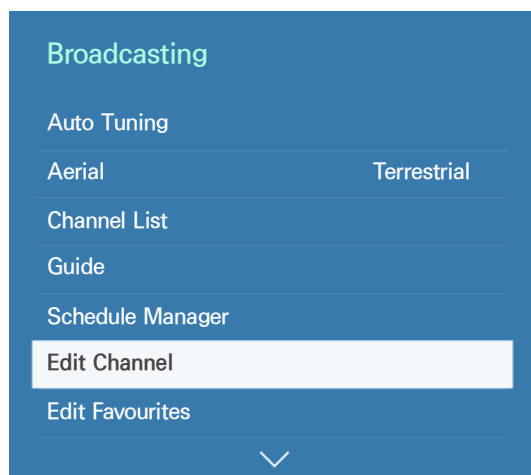 Broadcasting
Auto Tuning
Aerial Terrestrial
Channel List
Guide
Schedule Manager
Edit Channel
Edit Favourites